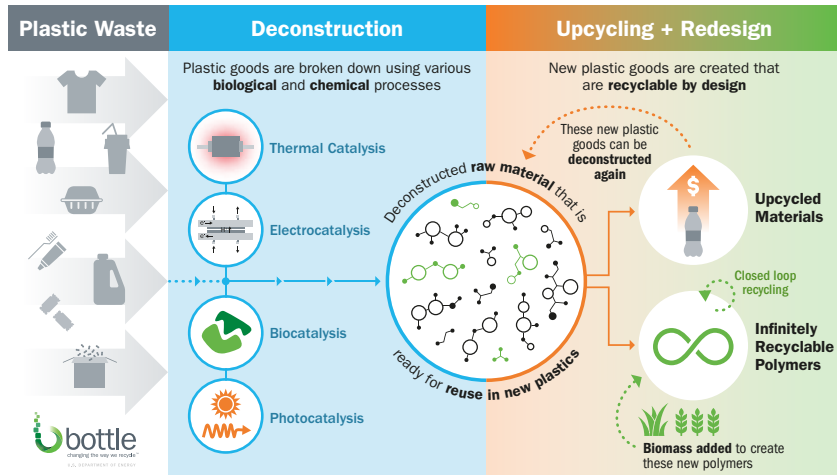 Plastic Waste
Deconstruction
Upcycling + Redesign
Plastic goods are broken down using various
biological and chemical processes
New plastic goods are created that
are recyclable by design
Thermal Catalysis
Electrocatalysis
Biocatalysis
Photocatalysis
Deconstructed raw material that is
ready for reuse in new plastics
These new plastic
goods can be
deconstructed
again
$
Upcycled
Materials
Closed loop
recycling
Infinitely
Recyclable
Polymers
Biomass added to create
these new polymers
bottle
changing the way we recycle™
U.S. DEPARTMENT OF ENERGY